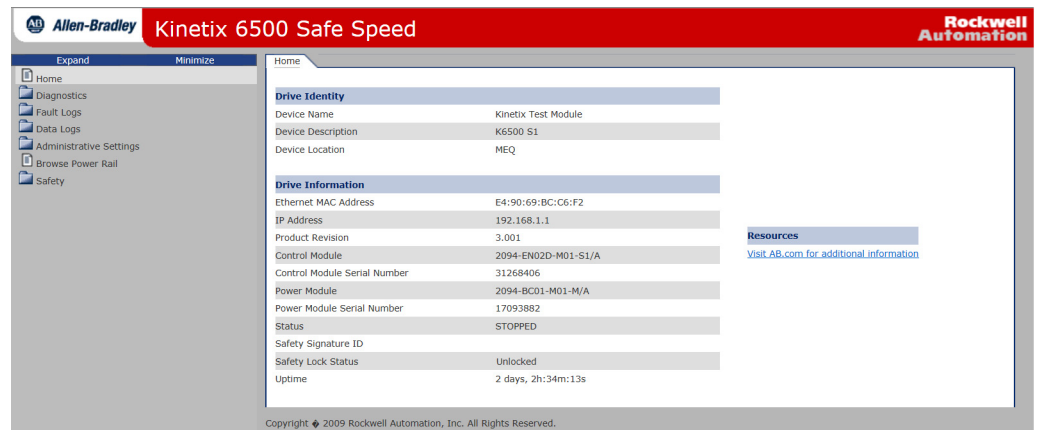 AB Allen-Bradley
Kinetix 6500 Safe Speed
Rockwell
Automation
Expand Minimize
Home
Diagnostics
Fault Logs
Data Logs
Administrative Settings
Browse Power Rail
Safety
Home
Drive Identity
Device Name Kinetix Test Module
Device Description K6500 S1
Device Location MEQ
Drive Information
Ethernet MAC Address E4:90:69:BC:C6:F2
IP Address 192.168.1.1
Product Revision 3.001
Control Module 2094-EN02D-M01-S1/A
Control Module Serial Number 31268406
Power Module 2094-BC01-M01-M/A
Power Module Serial Number 17093882
Status STOPPED
Safety Signature ID
Safety Lock Status Unlocked
Uptime 2 days, 2h:34m:13s
Resources
Visit AB.com for additional information
Copyright � 2009 Rockwell Automation, Inc. All Rights Reserved.